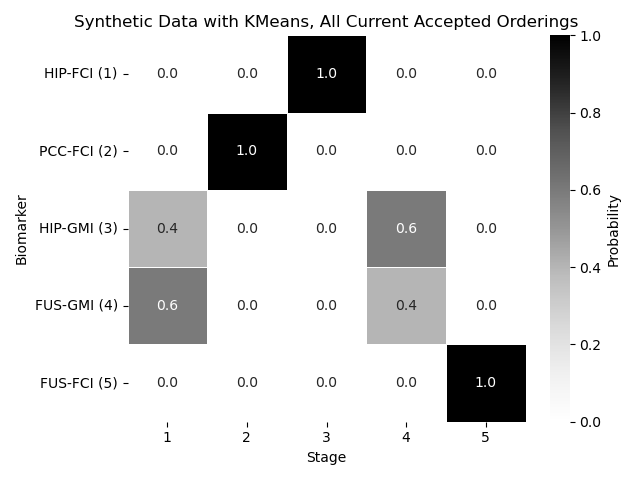 Synthetic Data with KMeans, All Current Accepted Orderings
HIP-FCI (1)
0.0 0.0 1.0 0.0 0.0
PCC-FCI (2)
0.0 1.0 0.0 0.0 0.0
HIP-GMI (3)
0.4 0.0 0.0 0.6 0.0
FUS-GMI (4)
0.6 0.0 0.0 0.4 0.0
FUS-FCI (5)
0.0 0.0 0.0 0.0 1.0
Biomarker
1 2 3 4 5
Stage
1.0
0.8
0.6
0.4
0.2
0.0
Probability